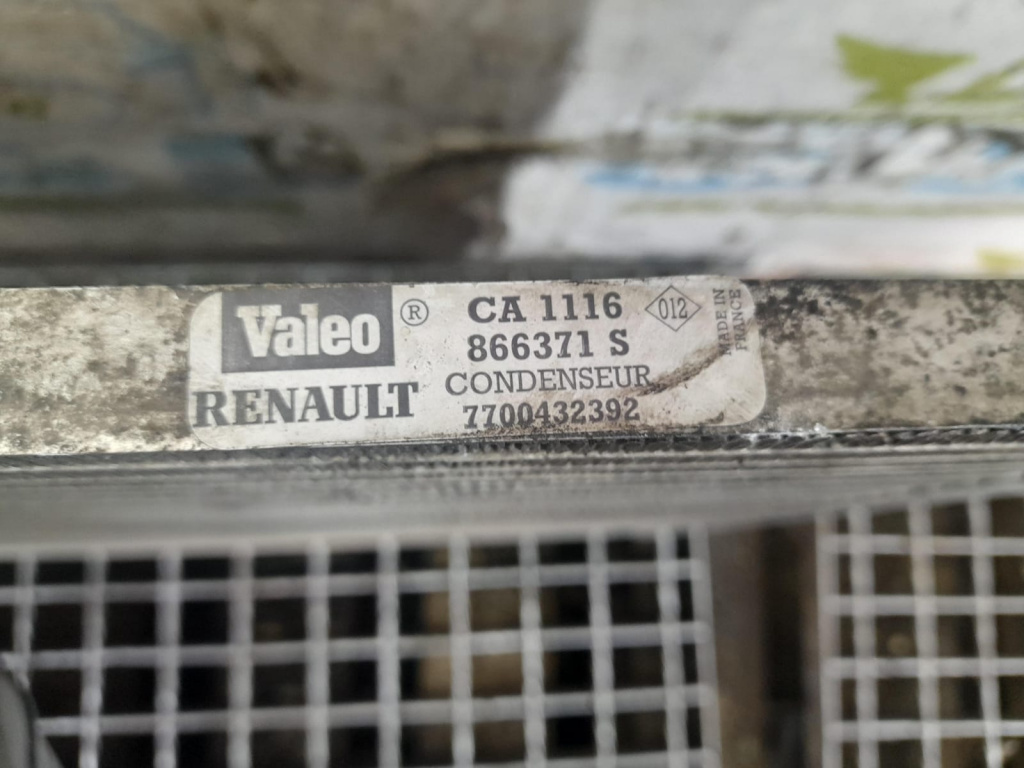 Valeo ®
RENAULT
CA 1116
866371 S
CONDENSEUR
7700432392
012
MADE IN
FRANCE